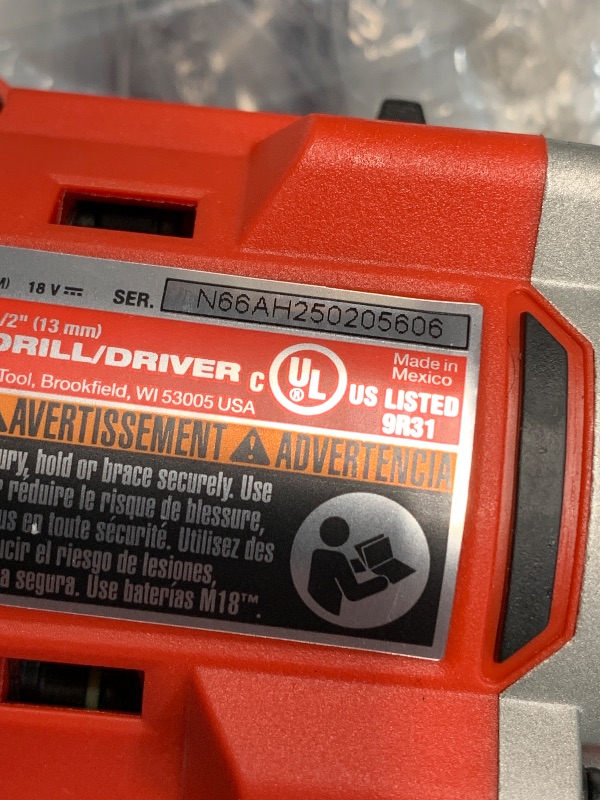 18 V SER. N66AH250205606
/2" (13 mm)
DRILL/DRIVER
Tool, Brookfield, WI 53005 USA
C UL ® US LISTED
9R31
Made in
Mexico
AVERTISSEMENT ADVERTENCIA
ury, hold or brace securely. Use
réduire le risque de blessure,
us en toute sécurité. Utilisez des
ucir el riesgo de lesiones,
a segura. Use baterías M18™.